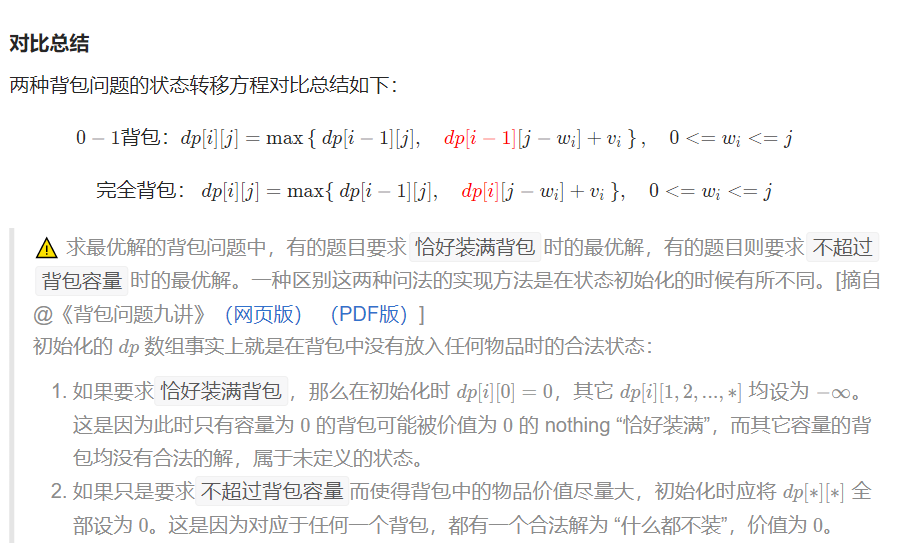 对比总结
两种背包问题的状态转移方程对比总结如下：
0 − 1背包：dp[i][j] = max { dp[i − 1][j], dp[i − 1][j − w_i] + v_i }, 0 <= w_i <= j
完全背包： dp[i][j] = max{ dp[i − 1][j], dp[i][j − w_i] + v_i }, 0 <= w_i <= j
⚠ 求最优解的背包问题中，有的题目要求 恰好装满背包 时的最优解，有的题目则要求 不超过
背包容量 时的最优解。一种区别这两种问法的实现方法是在状态初始化的时候有所不同。[摘自
@《背包问题九讲》（网页版） （PDF版）]
初始化的 dp 数组事实上就是在背包中没有放入任何物品时的合法状态：
1. 如果要求 恰好装满背包 ，那么在初始化时 dp[i][0] = 0，其它 dp[i][1, 2, ..., ∗] 均设为 −∞。
这是因为此时只有容量为 0 的背包可能被价值为 0 的 nothing “恰好装满”，而其它容量的背
包均没有合法的解，属于未定义的状态。
2. 如果只是要求 不超过背包容量 而使得背包中的物品价值尽量大，初始化时应将 dp[∗][∗] 全
部设为 0。这是因为对应于任何一个背包，都有一个合法解为 “什么都不装”，价值为 0。